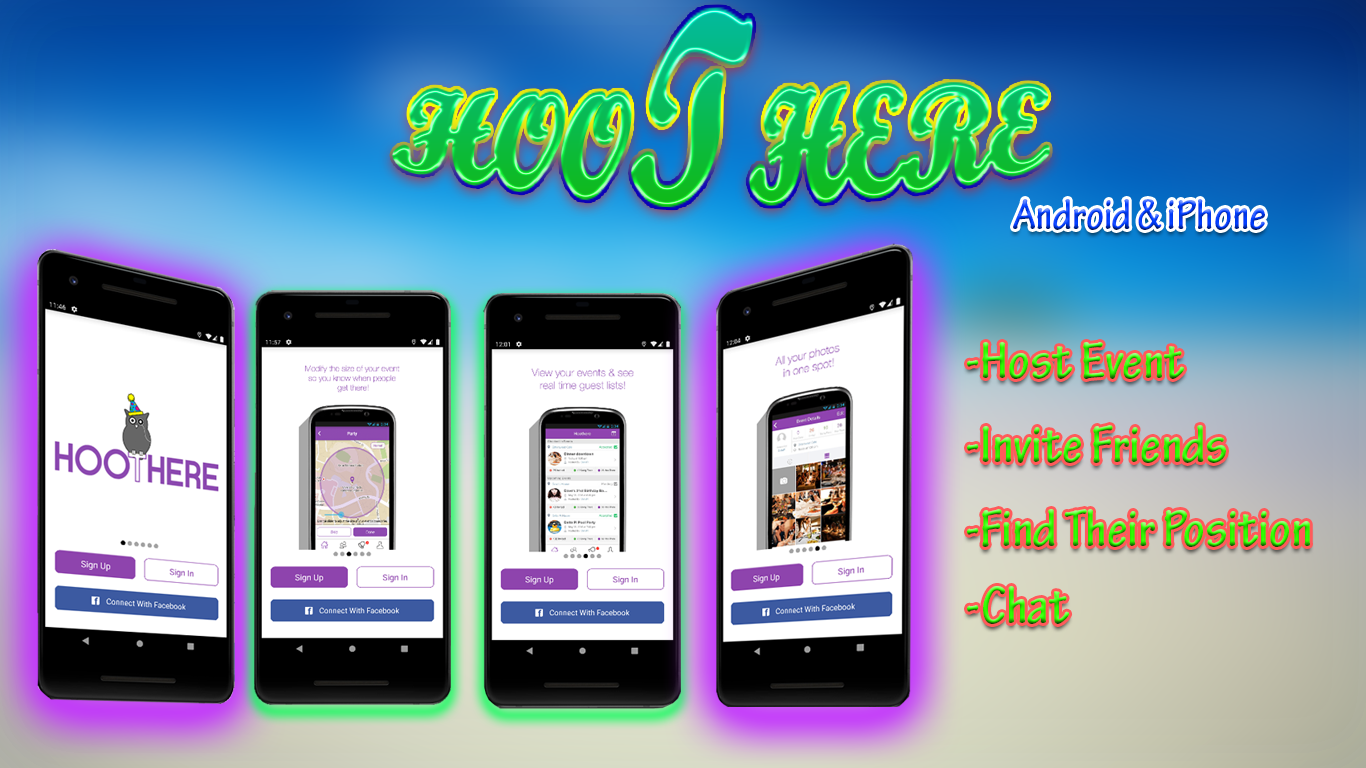 HOOT HERE
Android & iPhone
-Host Event
-Invite Friends
-Find Their Position
-Chat
11:46
HOOTHERE
Sign Up
Sign In
Connect With Facebook
11:57
Modify the size of your event
so you know when people
get there!
Party
Sign Up
Sign In
Connect With Facebook
12:01
View your events & see
real time guest lists!
Hoothere
Sign Up
Sign In
Connect With Facebook
12:04
All your photos
in one spot!
Event Details
Sign Up
Sign In
Connect With Facebook